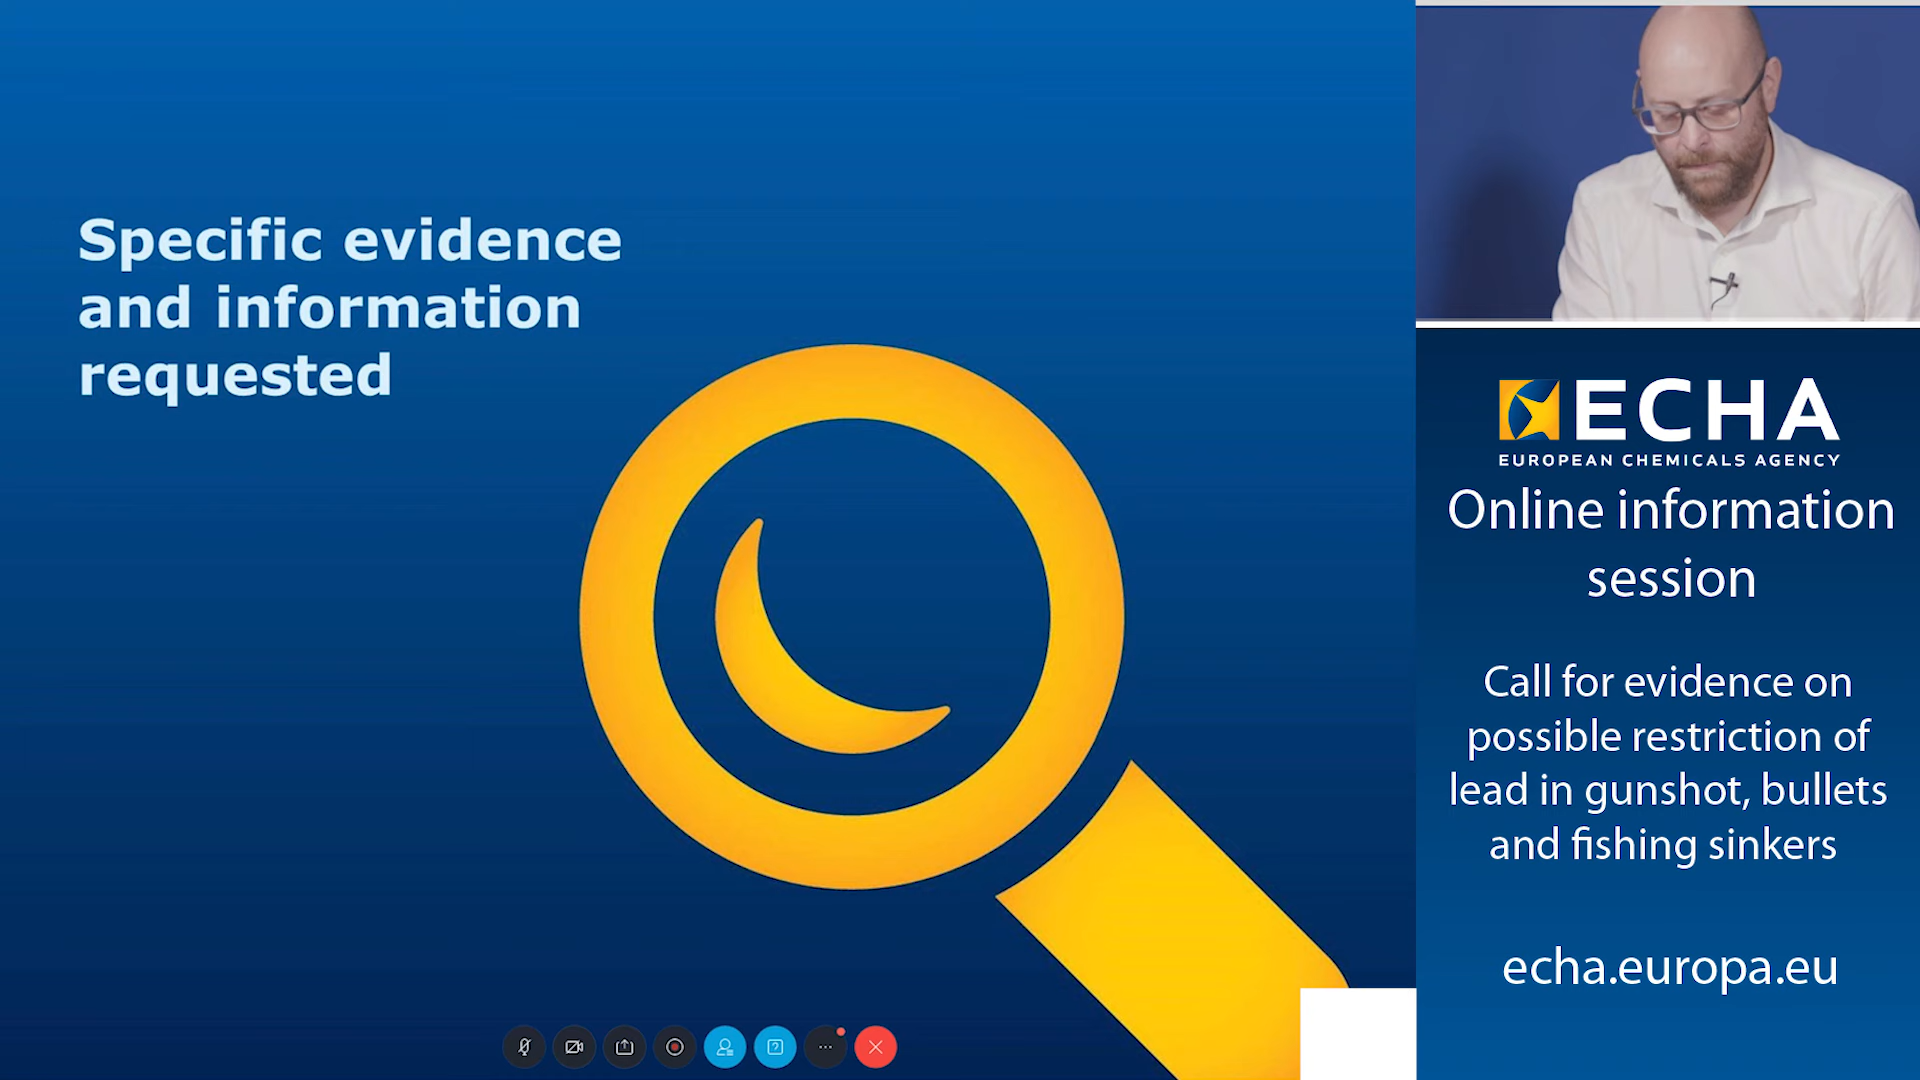 Specific evidence
and information
requested
ECHA
EUROPEAN CHEMICALS AGENCY
Online information
session
Call for evidence on
possible restriction of
lead in gunshot, bullets
and fishing sinkers
echa.europa.eu